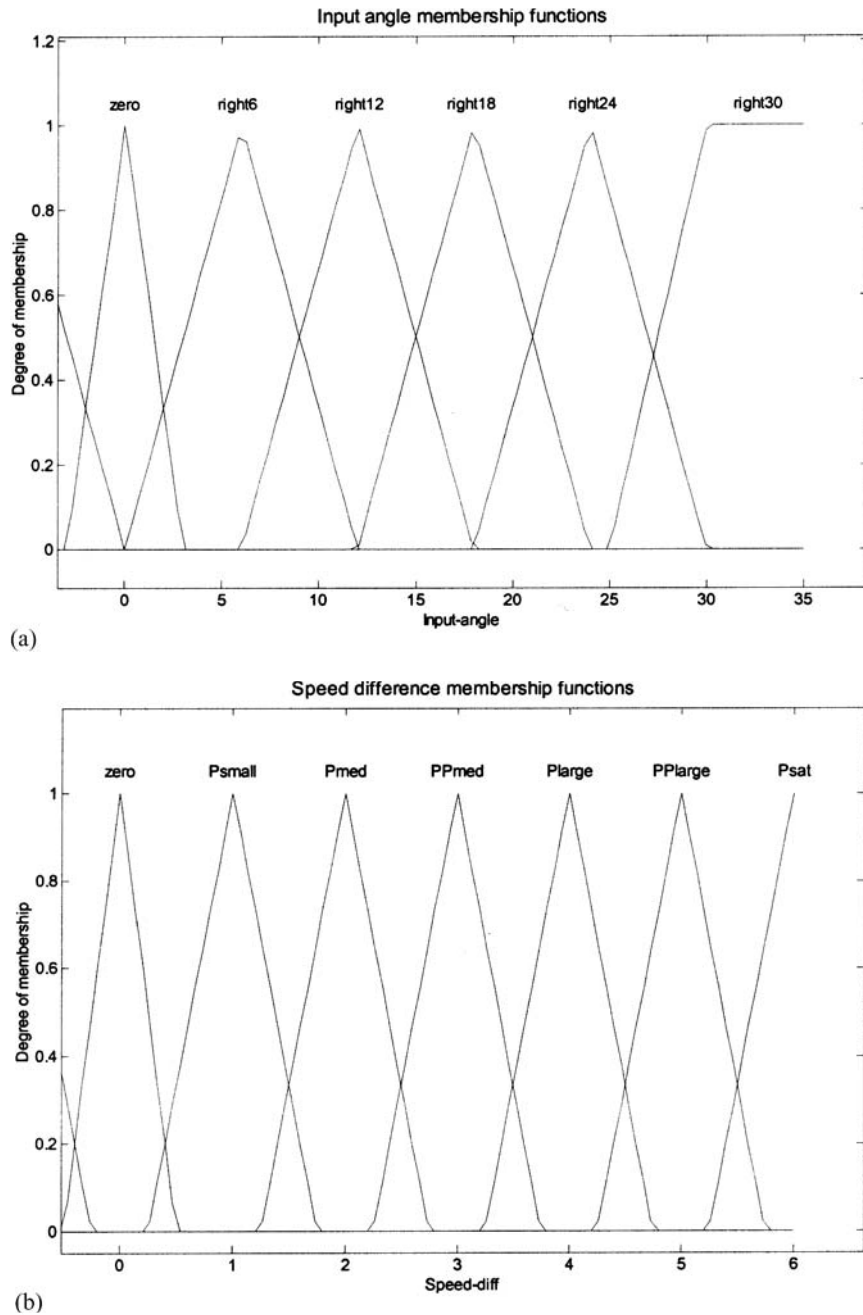 Input angle membership functions
1.2
zero right6 right12 right18 right24 right30
1
0.8
0.6
0.4
0.2
0
Degree of membership
0 5 10 15 20 25 30 35
Input-angle
(a)
Speed difference membership functions
zero Psmall Pmed PPmed Plarge PPlarge Psat
1
0.8
0.6
0.4
0.2
0
Degree of membership
0 1 2 3 4 5 6
Speed-diff
(b)